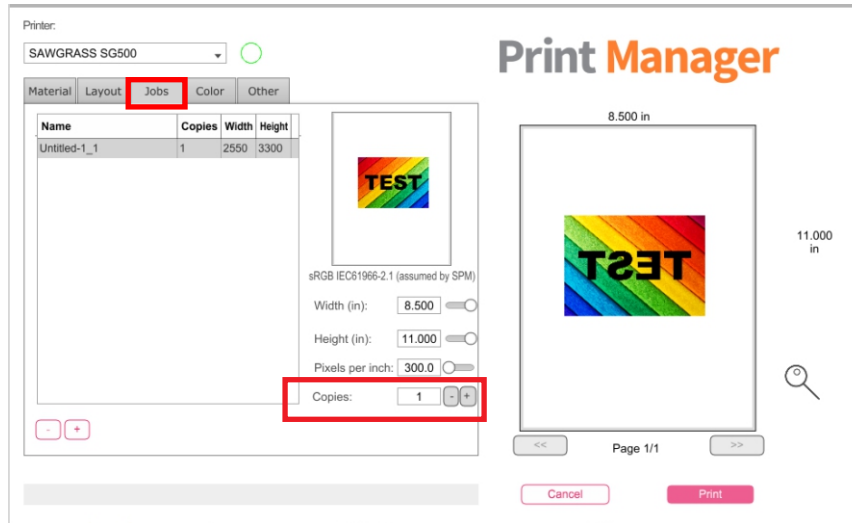 Printer:
SAWGRASS SG500
Print Manager
Material Layout Jobs Color Other
Name Copies Width Height
Untitled-1_1 1 2550 3300
TEST
sRGB IEC61966-2.1 (assumed by SPM)
Width (in): 8.500
Height (in): 11.000
Pixels per inch: 300.0
Copies: 1 - +
- +
8.500 in
TEST
11.000
in
<< Page 1/1 >>
Cancel Print